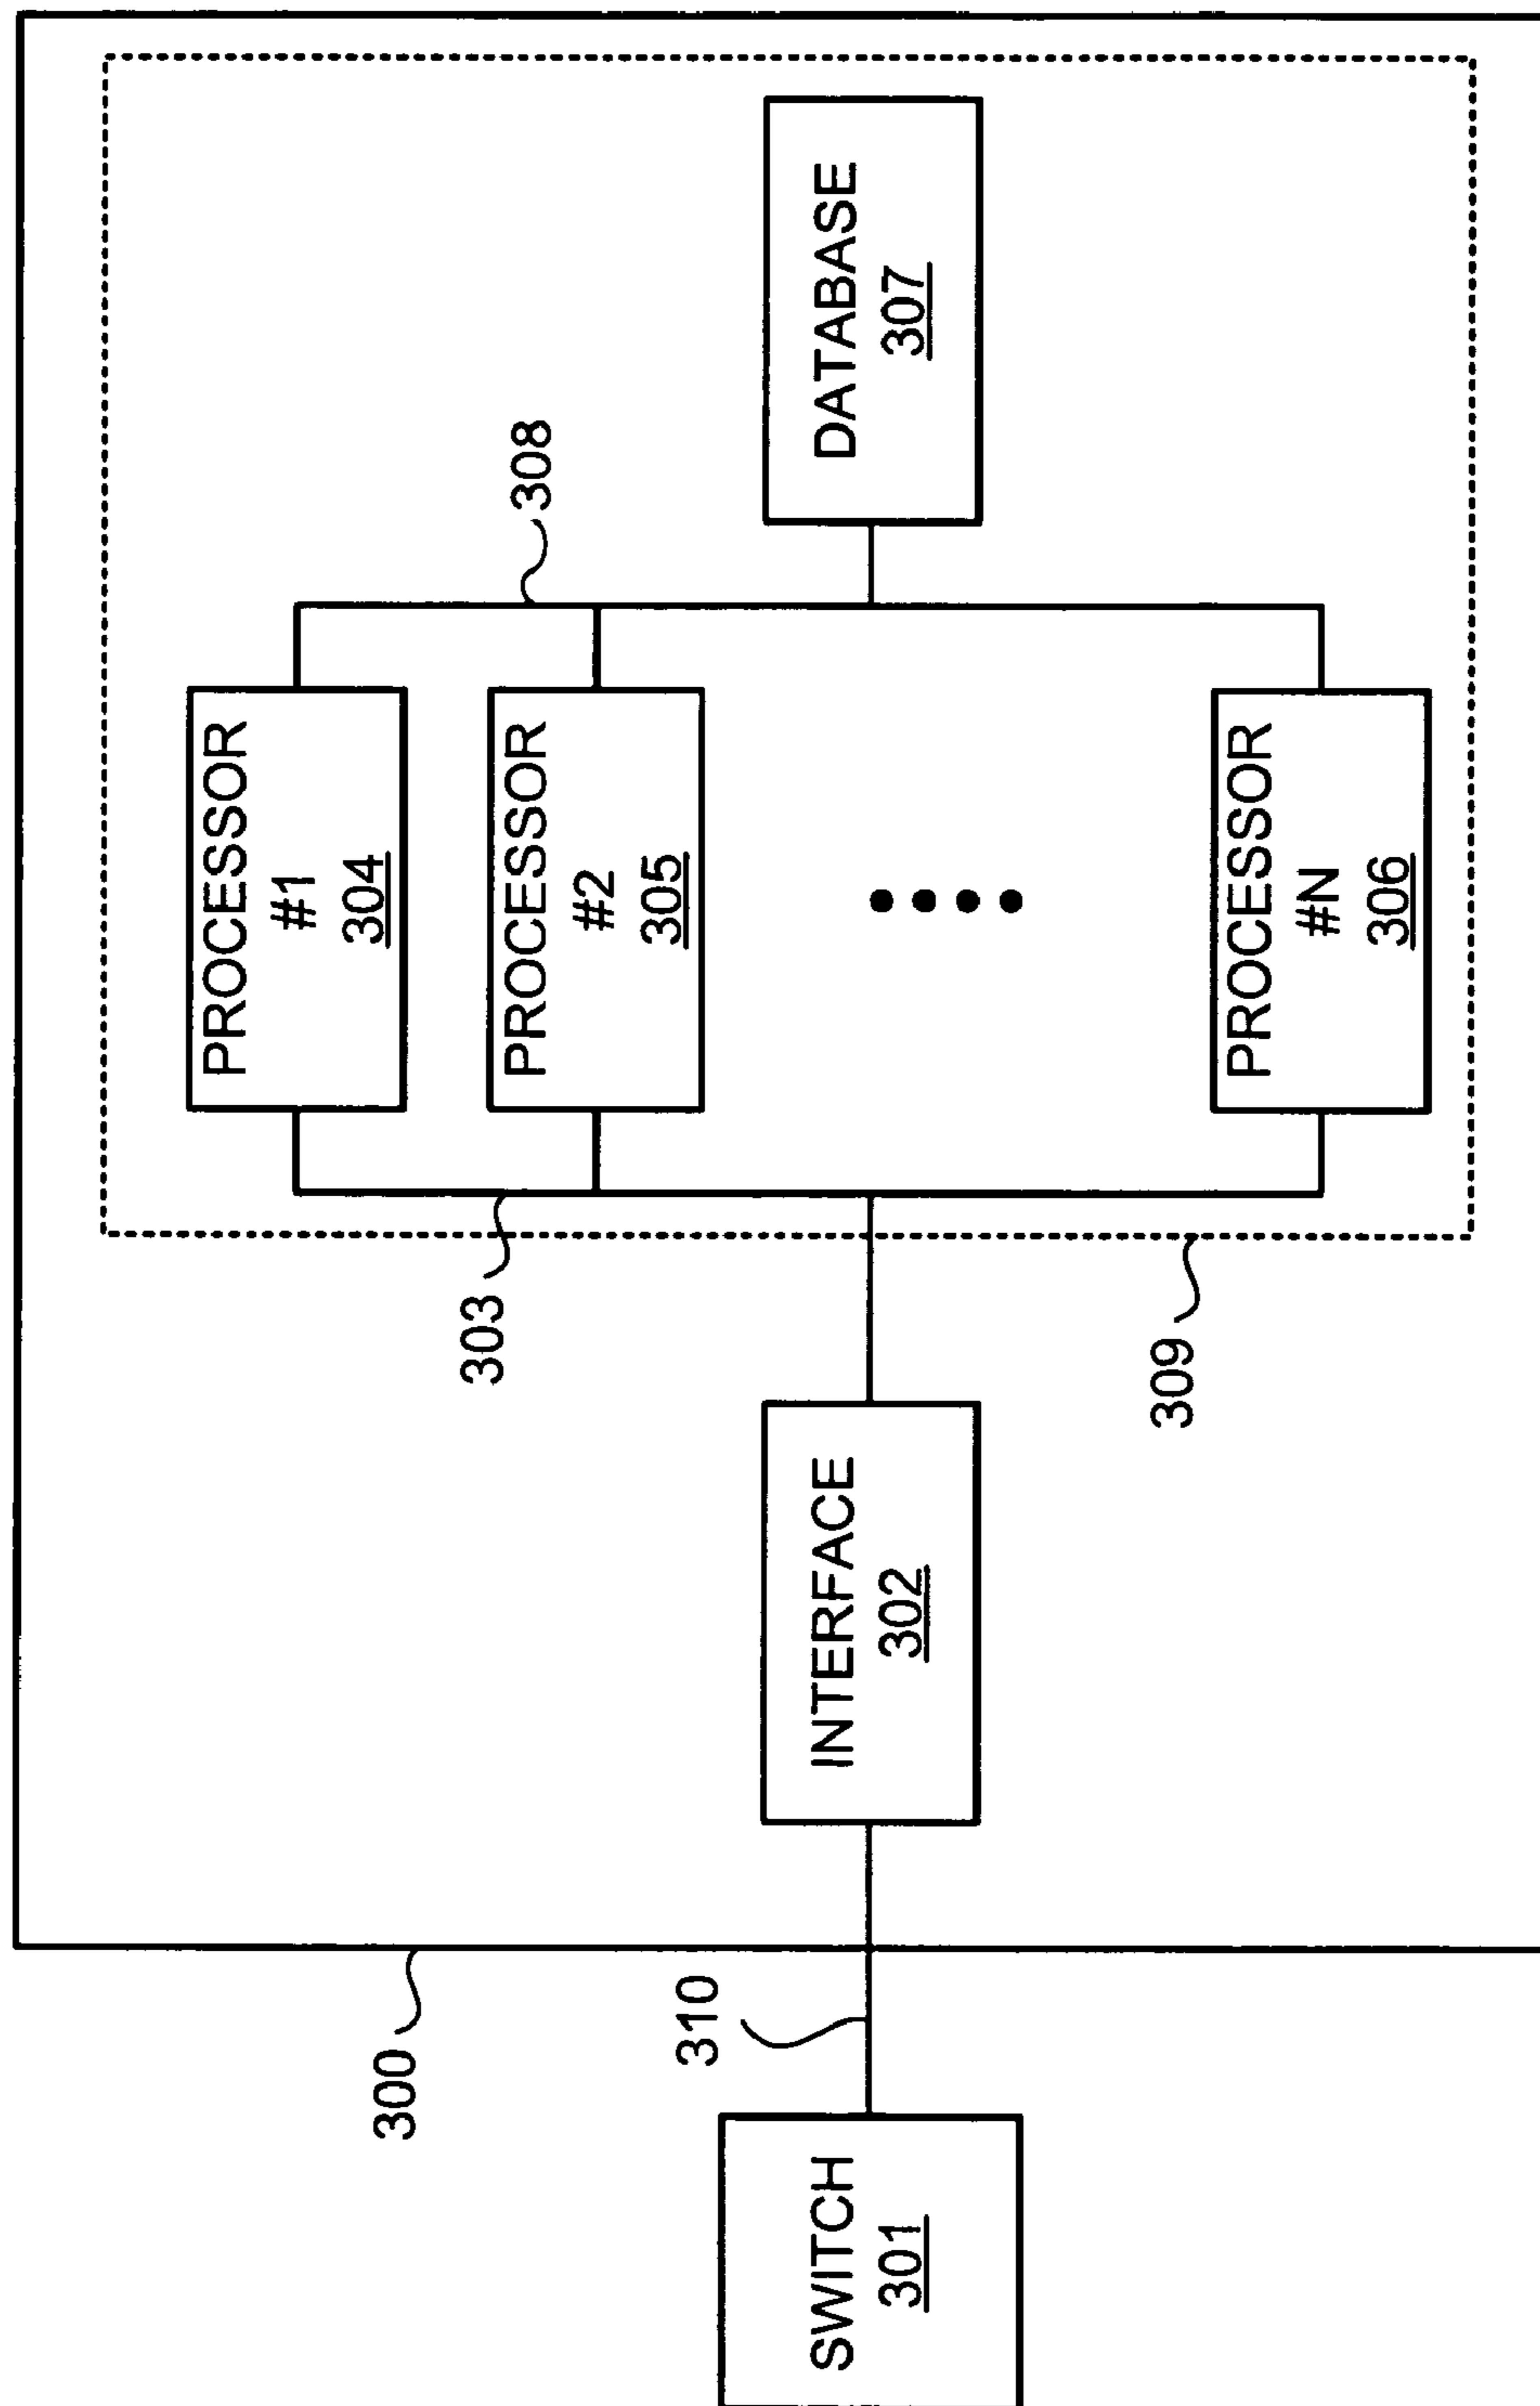 300
SWITCH
301
310
INTERFACE
302
303
309
PROCESSOR
#1
304
PROCESSOR
#2
305
PROCESSOR
#N
306
308
DATABASE
307